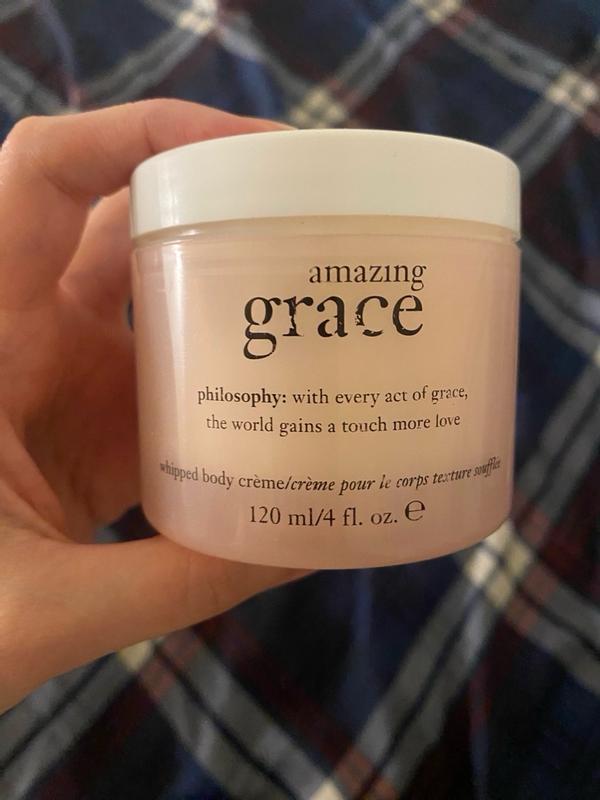 amazing
grace
philosophy: with every act of grace,
the world gains a touch more love
whipped body crème/crème pour le corps texture soufflée
120 ml/4 fl. oz. ℮